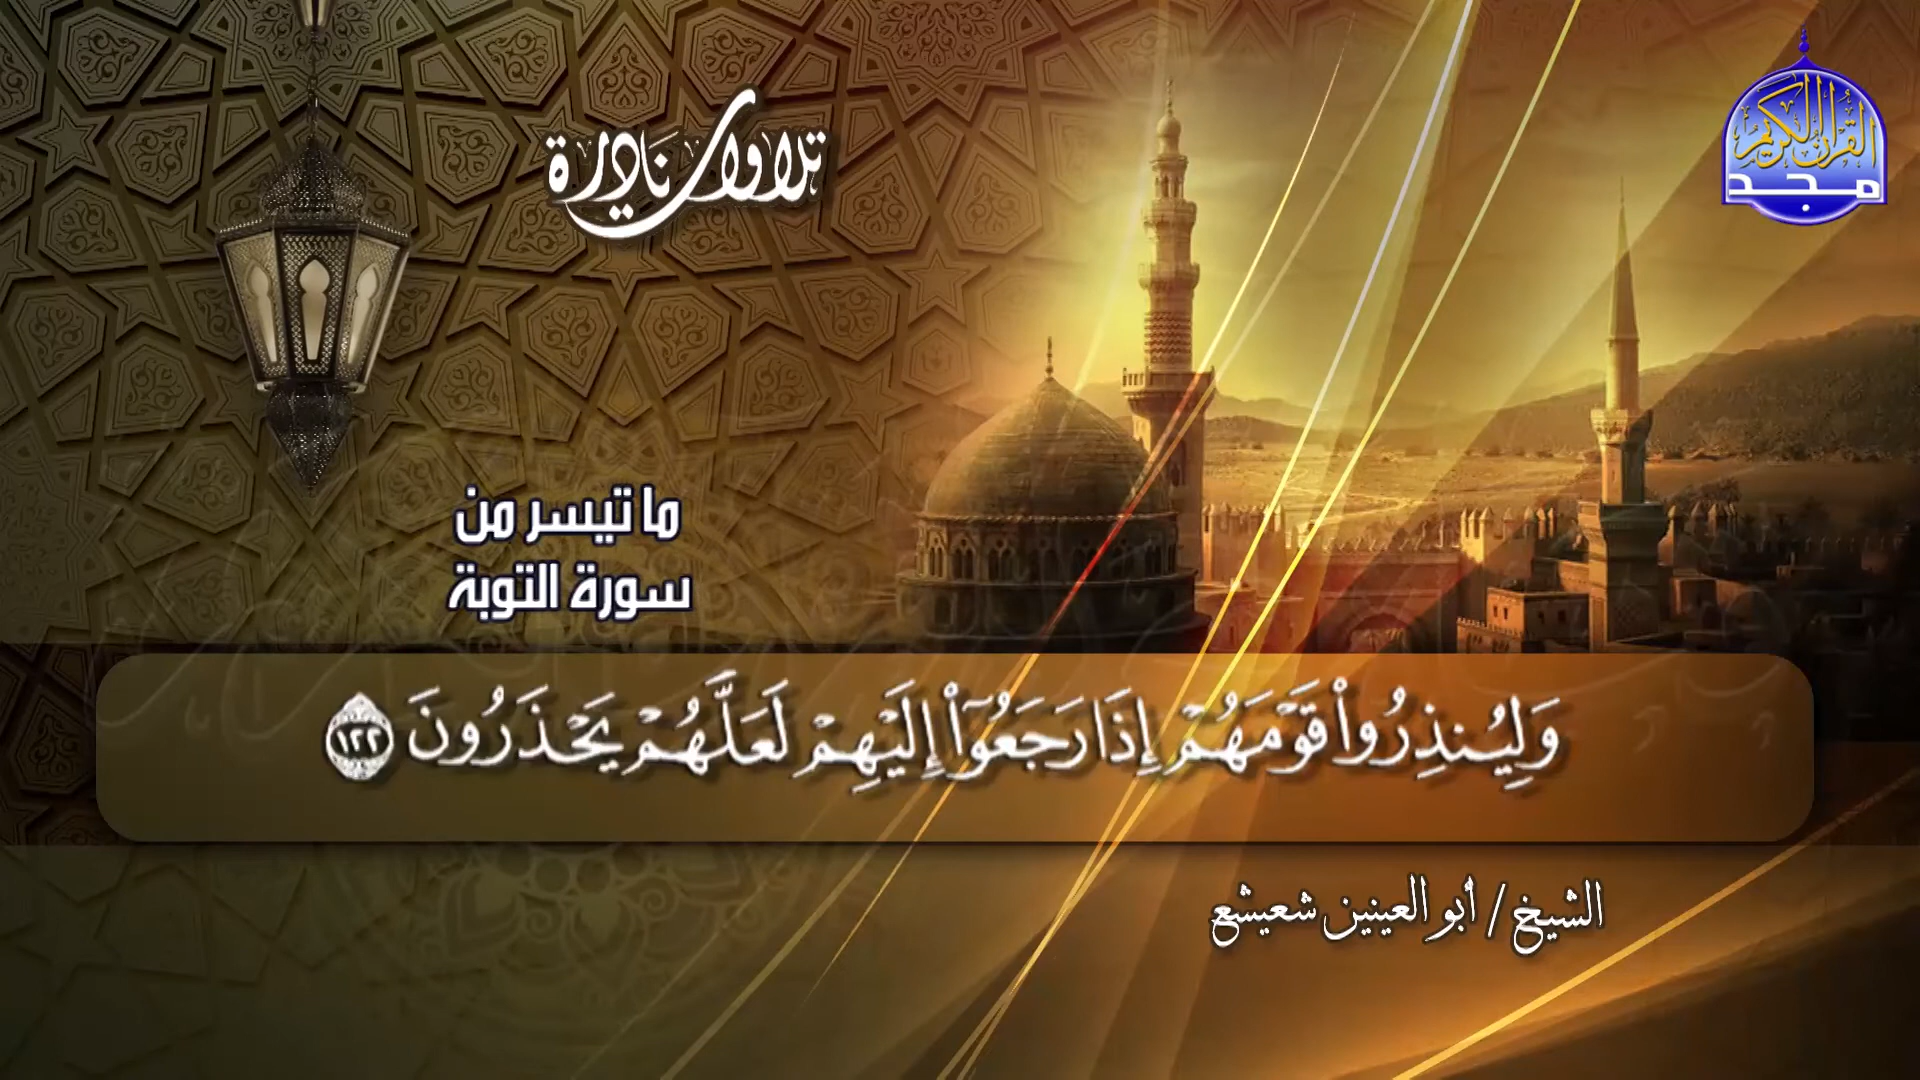 القرآن الكريم
مجد
تلاوات نادرة
ما تيسر من
سورة التوبة
وَلِيُنذِرُوا۟ قَوْمَهُمْ إِذَا رَجَعُوٓا۟ إِلَيْهِمْ لَعَلَّهُمْ يَحْذَرُونَ ١٢٢
الشيخ / أبو العينين شعيشع